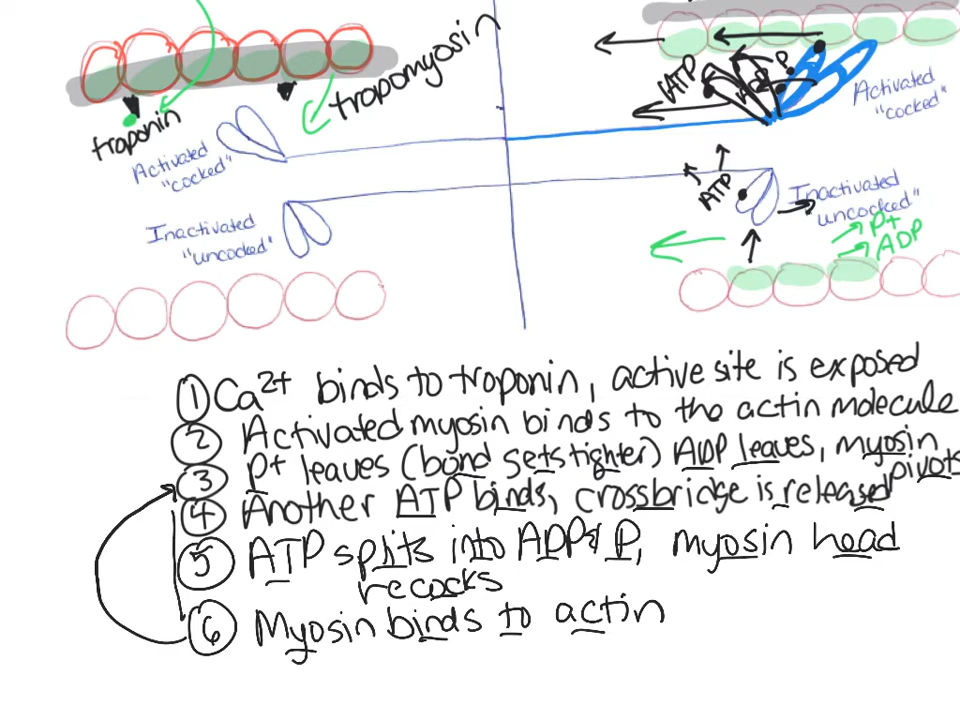 tropomyosin
troponin
Activated
"cocked"
Inactivated
"uncocked"
ATP
ADP
P
Activated
"cocked"
ATP
Inactivated
"uncocked"
P+
ADP
① Ca2+ binds to troponin, active site is exposed
② Activated myosin binds to the actin molecule
③ P+ leaves (bond sets tighter) ADP leaves, myosin pivots
④ Another ATP binds, crossbridge is released
⑤ ATP splits into ADP & P, myosin head
recocks
⑥ Myosin binds to actin